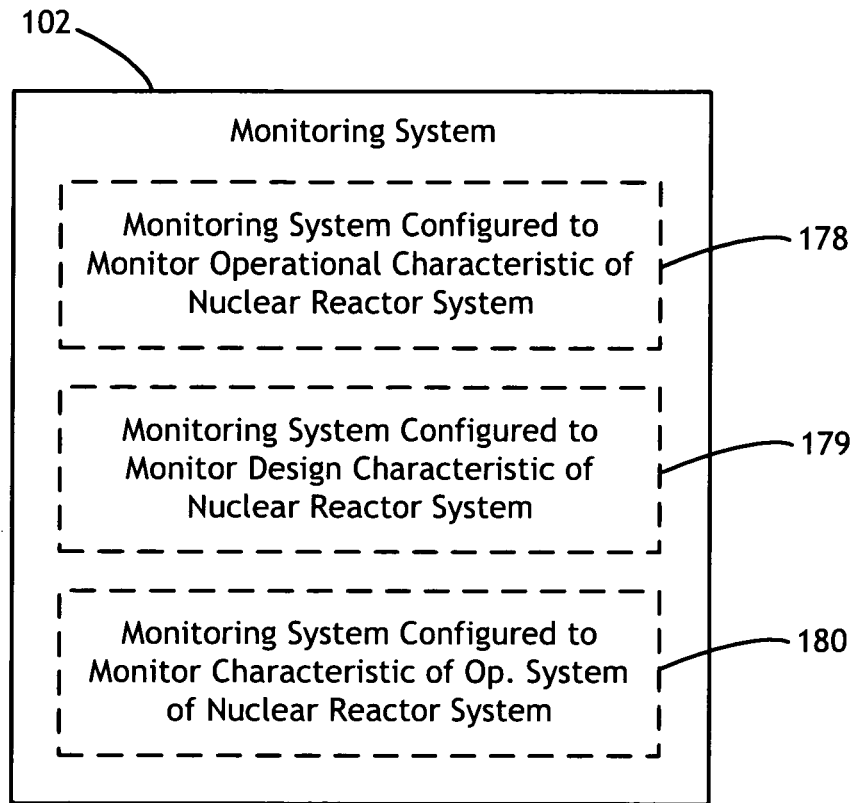 102
Monitoring System
Monitoring System Configured to
Monitor Operational Characteristic of
Nuclear Reactor System
178
Monitoring System Configured to
Monitor Design Characteristic of
Nuclear Reactor System
179
Monitoring System Configured to
Monitor Characteristic of Op. System
of Nuclear Reactor System
180